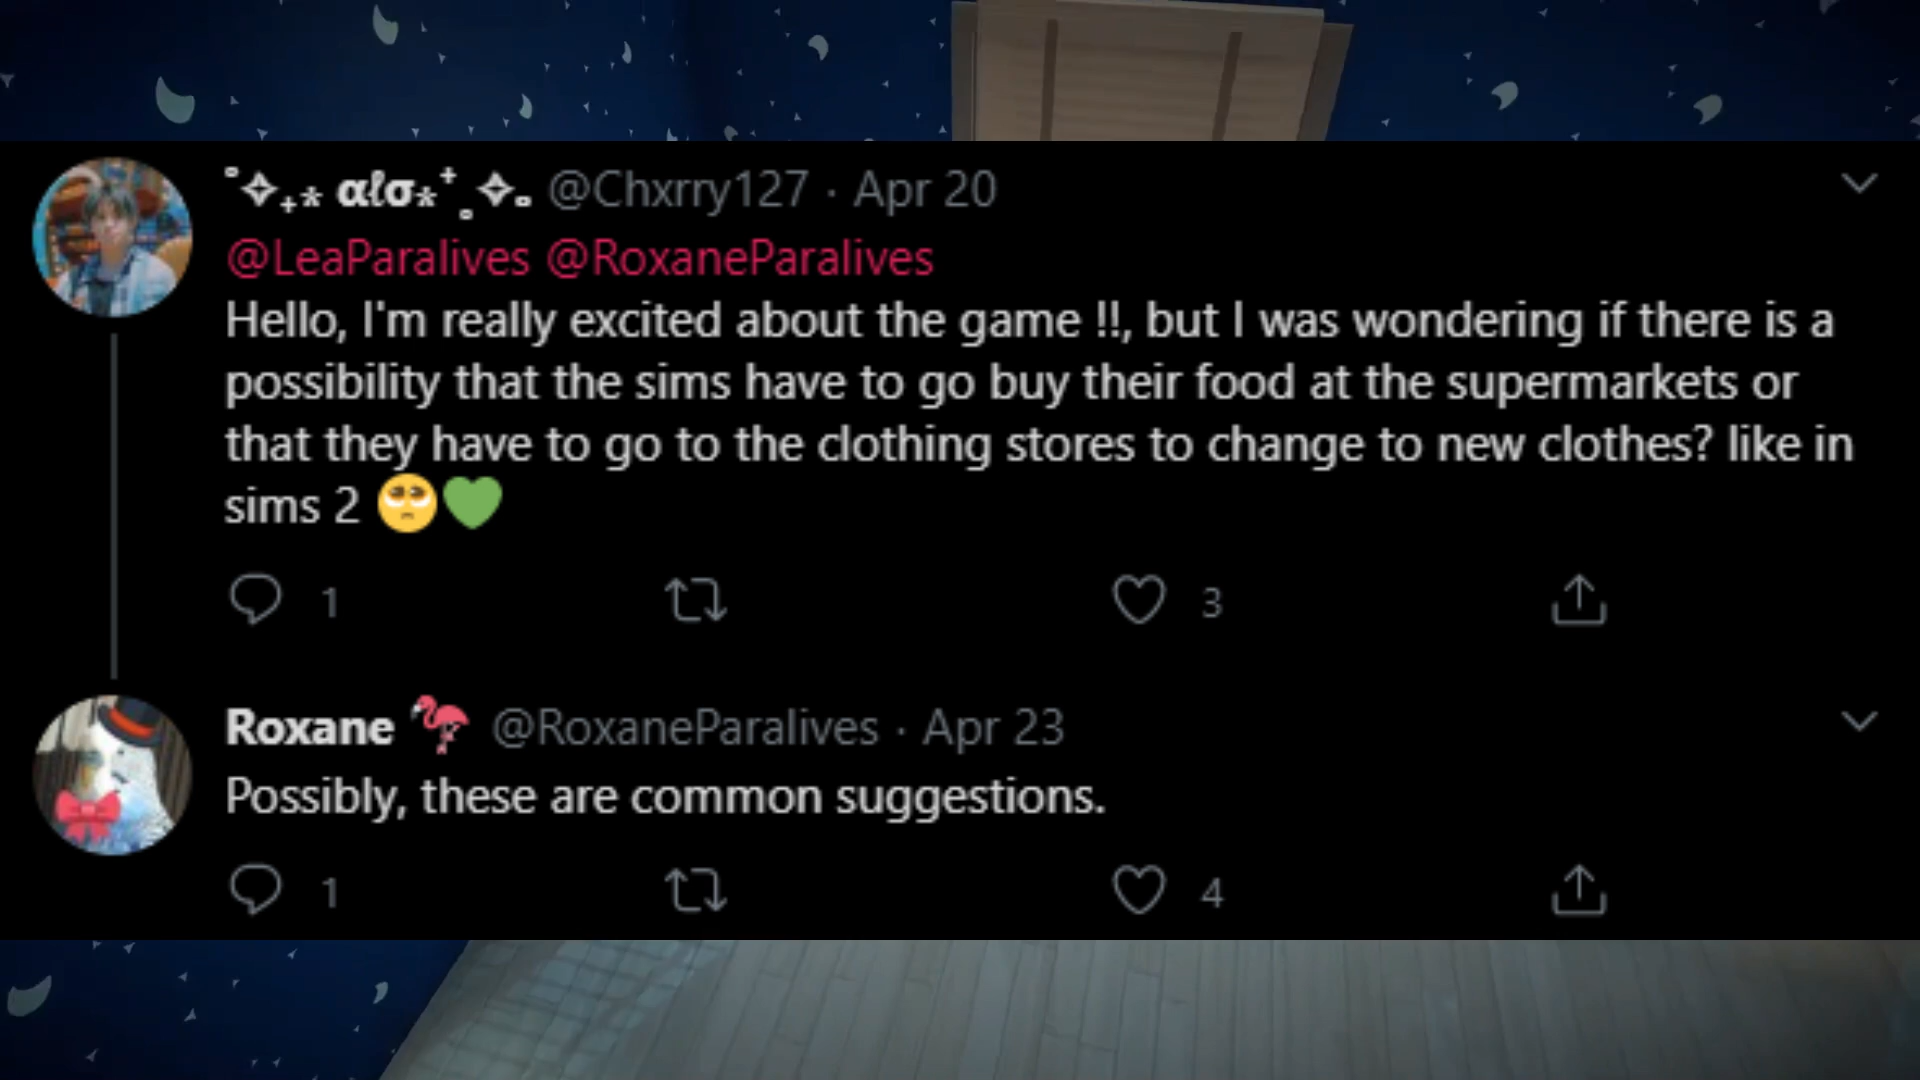 ˚✧₊⁎ αℓσ⁎⁺˳✧༚ @Chxrry127 · Apr 20
@LeaParalives @RoxaneParalives
Hello, I'm really excited about the game !!, but I was wondering if there is a
possibility that the sims have to go buy their food at the supermarkets or
that they have to go to the clothing stores to change to new clothes? like in
sims 2 🥺💚
1 3
Roxane 🦩 @RoxaneParalives · Apr 23
Possibly, these are common suggestions.
1 4